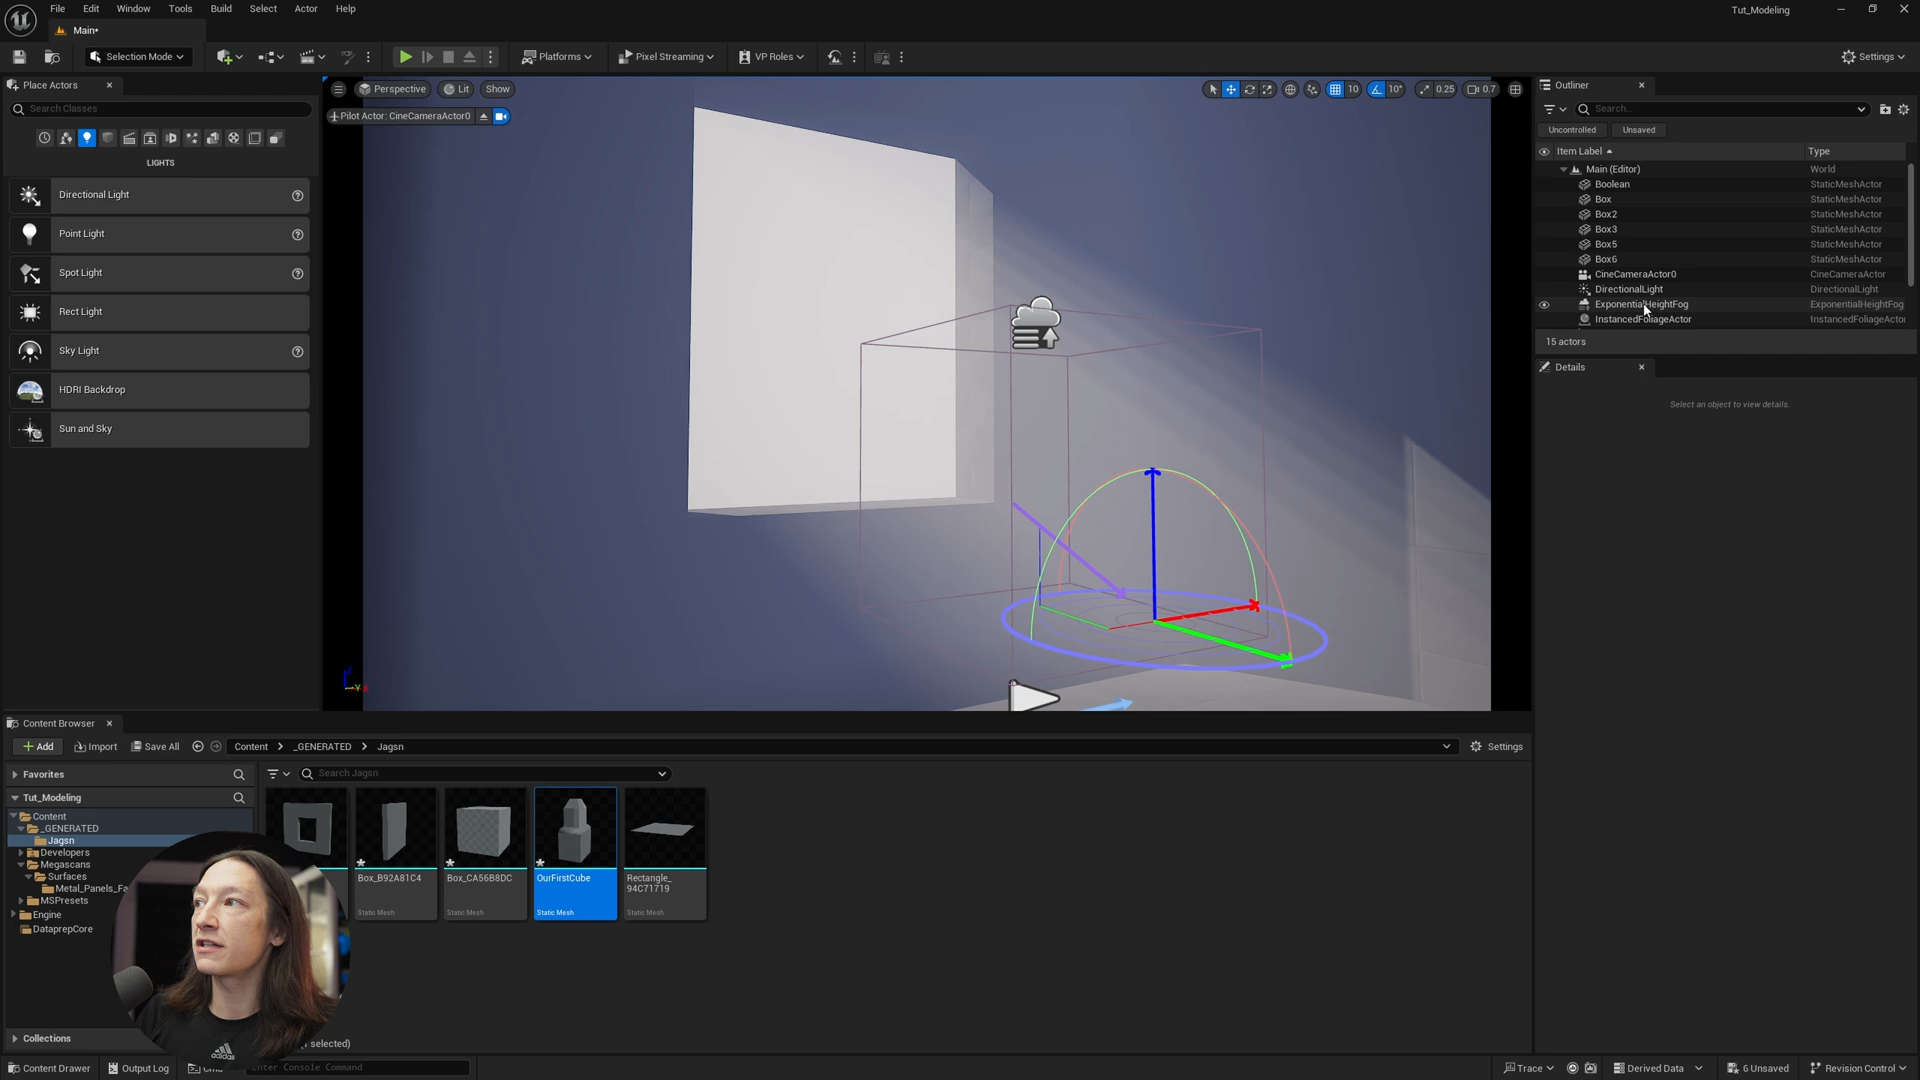 File Edit Window Tools Build Select Actor Help
Tut_Modeling
Main•
Selection Mode
Platforms
Pixel Streaming
VP Roles
Settings
Place Actors
Search Classes
LIGHTS
Directional Light
Point Light
Spot Light
Rect Light
Sky Light
HDRI Backdrop
Sun and Sky
Perspective
Lit
Show
10
10°
0.25
0.7
Pilot Actor: CineCameraActor0
Outliner
Search...
Uncontrolled
Unsaved
Item Label
Type
Main (Editor) World
Boolean StaticMeshActor
Box StaticMeshActor
Box2 StaticMeshActor
Box3 StaticMeshActor
Box5 StaticMeshActor
Box6 StaticMeshActor
CineCameraActor0 CineCameraActor
DirectionalLight DirectionalLight
ExponentialHeightFog ExponentialHeightFog
InstancedFoliageActor InstancedFoliageActor
15 actors
Details
Select an object to view details.
Content Browser
Add
Import
Save All
Content
_GENERATED
Jagsn
Settings
Favorites
Tut_Modeling
Content
_GENERATED
Jagsn
Developers
Megascans
Surfaces
Metal_Panels_Fa
MSPresets
Engine
DataprepCore
Collections
Search Jagsn
Box_B92A81C4
Static Mesh
Box_CA56B8DC
Static Mesh
OurFirstCube
Static Mesh
Rectangle_
94C71719
Static Mesh
selected)
adidas
Content Drawer
Output Log
Cmd
Enter Console Command
Trace
Derived Data
6 Unsaved
Revision Control